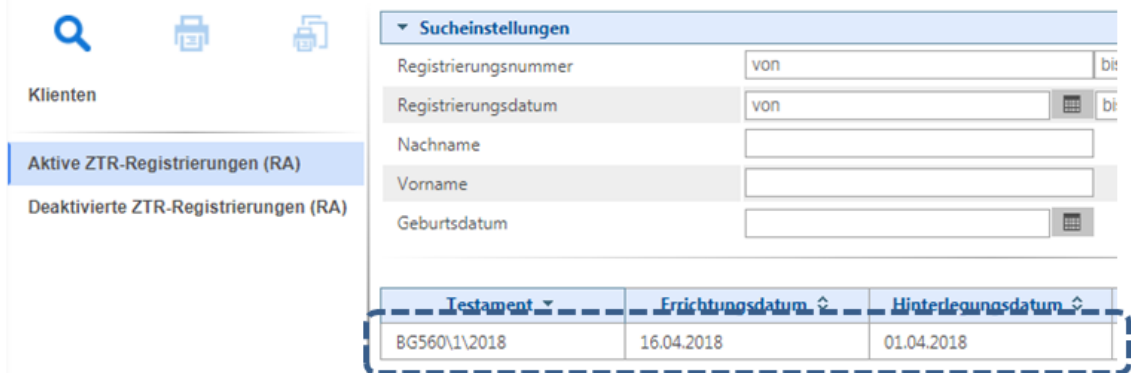 Klienten
Aktive ZTR-Registrierungen (RA)
Deaktivierte ZTR-Registrierungen (RA)
Sucheinstellungen
Registrierungsnummer von
Registrierungsdatum von
Nachname
Vorname
Geburtsdatum
Testament Errichtungsdatum Hinterlegungsdatum
BG560\1\2018 16.04.2018 01.04.2018